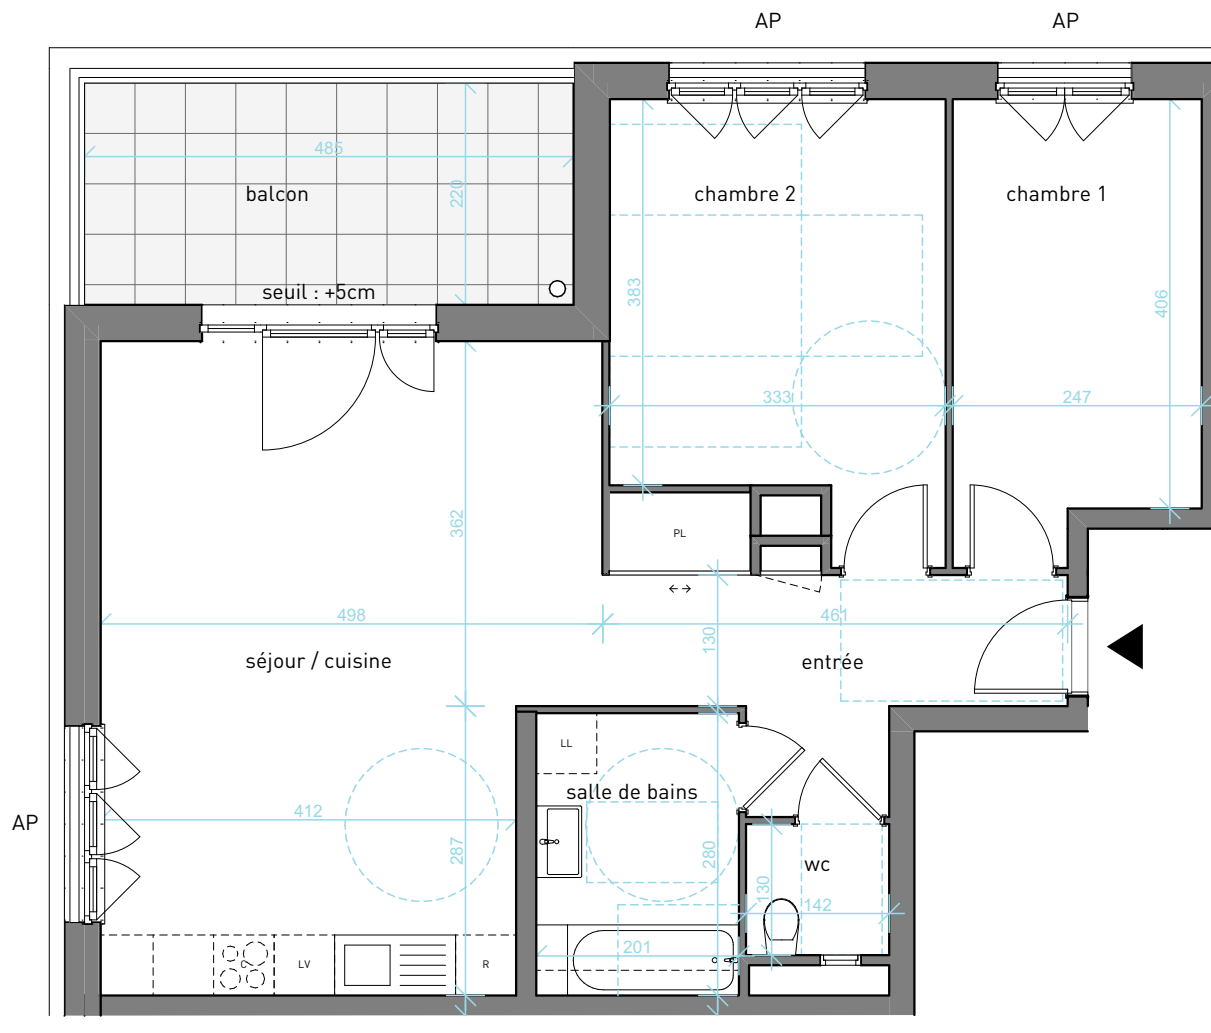 AP
AP
485
balcon
220
seuil : +5cm
chambre 2
chambre 1
383
406
333
247
362
PL
498
461
130
séjour / cuisine
entrée
LL
salle de bains
AP
412
287
280
wc
130
142
201
C
LV
R